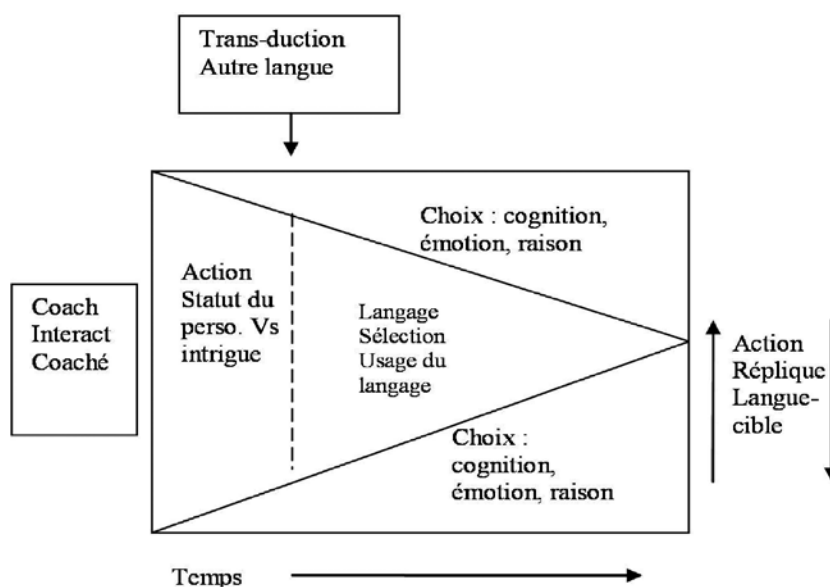 Trans-duction
Autre langue
Choix : cognition,
émotion, raison
Action
Statut du
perso. Vs
intrigue
Coach
Interact
Coaché
Langage
Sélection
Usage du
langage
Action
Réplique
Langue-
cible
Choix :
cognition,
émotion, raison
Temps